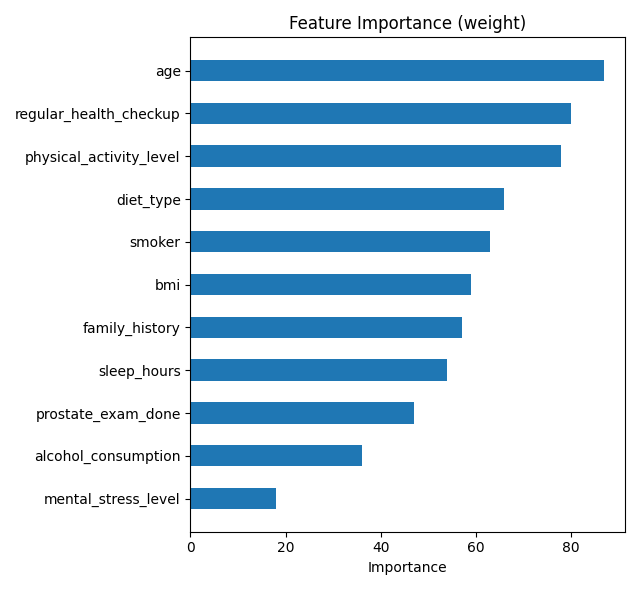 Feature Importance (weight)
age
regular_health_checkup
physical_activity_level
diet_type
smoker
bmi
family_history
sleep_hours
prostate_exam_done
alcohol_consumption
mental_stress_level
0 20 40 60 80
Importance